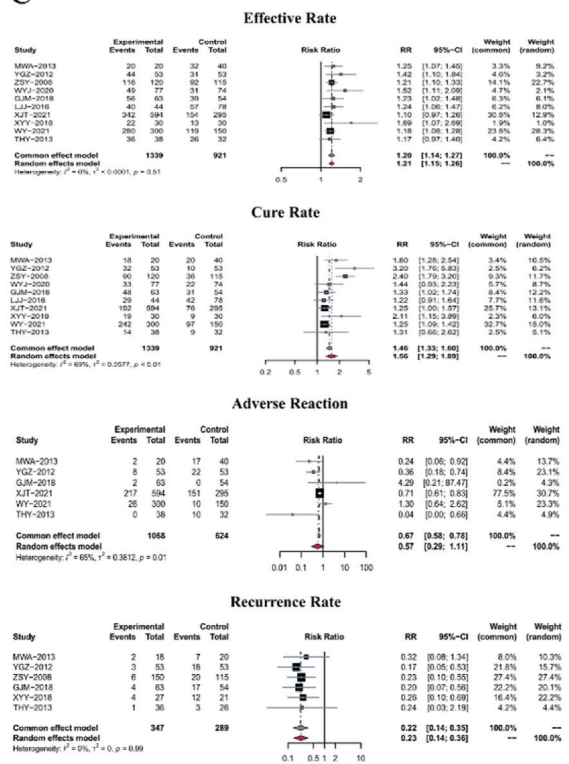 Effective Rate
Experimental Control Weight Weight
Study Events Total Events Total Risk Ratio RR 95%-CI (common) (random)
MWA-2013 20 20 32 40 1.25 [1.07; 1.45] 3.3% 9.2%
YGZ-2012 44 53 31 53 1.42 [1.10; 1.84] 4.6% 3.2%
ZSY-2008 116 120 92 115 1.21 [1.10; 1.33] 14.1% 22.7%
WYJ-2020 49 77 31 74 1.52 [1.11; 2.09] 4.7% 2.1%
GJM-2018 56 63 39 54 1.23 [1.02; 1.48] 6.3% 6.1%
LJJ-2016 40 44 57 78 1.24 [1.06; 1.47] 6.2% 8.0%
XJT-2021 342 594 154 295 1.10 [0.97; 1.26] 30.8% 12.9%
XYY-2018 22 30 13 30 1.69 [1.07; 2.69] 1.9% 1.0%
WY-2021 280 300 119 150 1.18 [1.08; 1.28] 23.8% 28.3%
THY-2013 36 38 26 32 1.17 [0.97; 1.40] 4.2% 6.4%
Common effect model 1339 921 1.20 [1.14; 1.27] 100.0% --
Random effects model 1.21 [1.15; 1.26] -- 100.0%
Heterogeneity: I² = 0%, τ² < 0.0001, p = 0.51
0.5 1 2
Cure Rate
Experimental Control Weight Weight
Study Events Total Events Total Risk Ratio RR 95%-CI (common) (random)
MWA-2013 18 20 20 40 1.80 [1.28; 2.54] 3.4% 10.5%
YGZ-2012 32 53 10 53 3.20 [1.76; 5.83] 2.5% 6.2%
ZSY-2008 90 120 36 115 2.40 [1.79; 3.20] 9.3% 11.7%
WYJ-2020 33 77 22 74 1.44 [0.93; 2.23] 5.7% 8.7%
GJM-2018 48 63 31 54 1.33 [1.02; 1.74] 8.4% 12.2%
LJJ-2016 29 44 42 78 1.22 [0.91; 1.64] 7.7% 11.6%
XJT-2021 192 594 76 295 1.25 [1.00; 1.57] 25.7% 13.1%
XYY-2018 19 30 9 30 2.11 [1.15; 3.89] 2.3% 6.0%
WY-2021 242 300 97 150 1.25 [1.09; 1.42] 32.7% 15.0%
THY-2013 14 38 9 32 1.31 [0.66; 2.62] 2.5% 5.1%
Common effect model 1339 921 1.46 [1.33; 1.60] 100.0% --
Random effects model 1.56 [1.29; 1.89] -- 100.0%
Heterogeneity: I² = 69%, τ² = 0.0577, p < 0.01
0.2 0.5 1 2 5
Adverse Reaction
Experimental Control Weight Weight
Study Events Total Events Total Risk Ratio RR 95%-CI (common) (random)
MWA-2013 2 20 17 40 0.24 [0.06; 0.92] 4.4% 13.7%
YGZ-2012 8 53 22 53 0.36 [0.18; 0.74] 8.4% 23.1%
GJM-2018 2 63 0 54 4.29 [0.21; 87.47] 0.2% 4.3%
XJT-2021 217 594 151 295 0.71 [0.61; 0.83] 77.5% 30.7%
WY-2021 26 300 10 150 1.30 [0.64; 2.62] 5.1% 23.3%
THY-2013 0 38 10 32 0.04 [0.00; 0.66] 4.4% 4.9%
Common effect model 1068 624 0.67 [0.58; 0.78] 100.0% --
Random effects model 0.57 [0.29; 1.11] -- 100.0%
Heterogeneity: I² = 65%, τ² = 0.3812, p = 0.01
0.01 0.1 1 10 100
Recurrence Rate
Experimental Control Weight Weight
Study Events Total Events Total Risk Ratio RR 95%-CI (common) (random)
MWA-2013 2 18 7 20 0.32 [0.08; 1.34] 8.0% 10.3%
YGZ-2012 3 53 18 53 0.17 [0.05; 0.53] 21.8% 15.7%
ZSY-2008 6 150 20 115 0.23 [0.10; 0.55] 27.4% 27.4%
GJM-2018 4 63 17 54 0.20 [0.07; 0.56] 22.2% 20.1%
XYY-2018 4 27 12 21 0.26 [0.10; 0.69] 16.4% 22.2%
THY-2013 1 36 3 26 0.24 [0.03; 2.19] 4.2% 4.4%
Common effect model 347 289 0.22 [0.14; 0.35] 100.0% --
Random effects model 0.23 [0.14; 0.36] -- 100.0%
Heterogeneity: I² = 0%, τ² = 0, p = 0.99
0.1 0.5 1 2 10